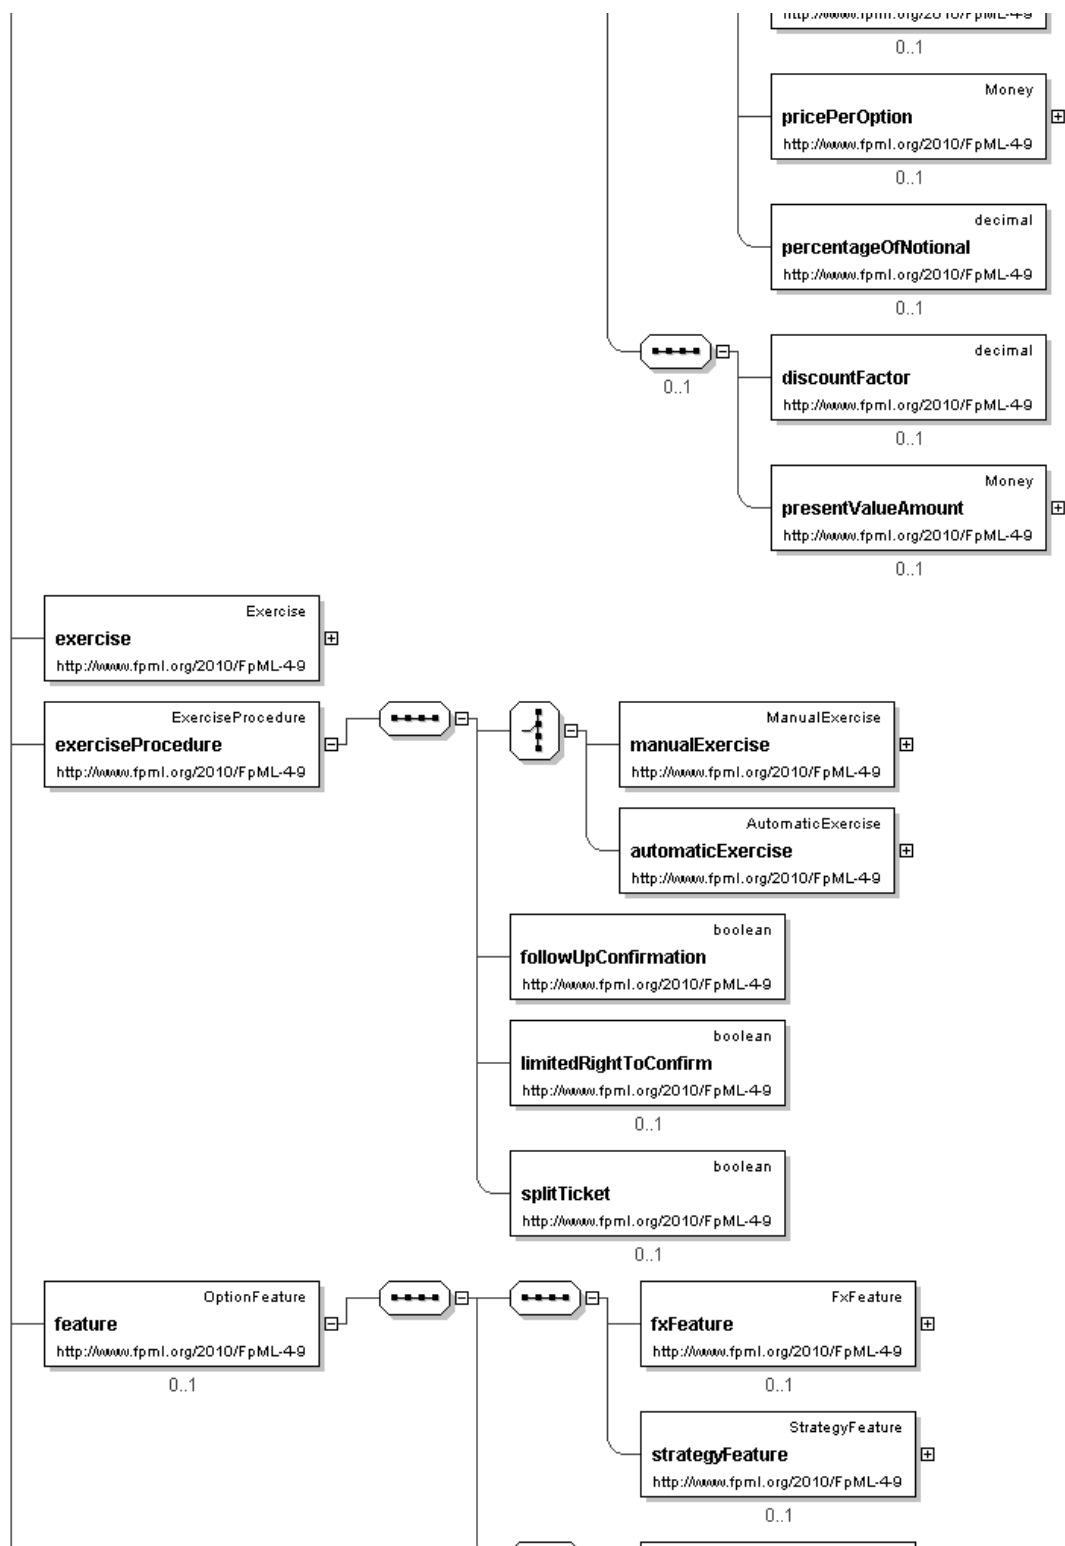 http://www.fpml.org/2010/FpML-4-9
0..1
Money
pricePerOption
http://www.fpml.org/2010/FpML-4-9
0..1
decimal
percentageOfNotional
http://www.fpml.org/2010/FpML-4-9
0..1
decimal
discountFactor
http://www.fpml.org/2010/FpML-4-9
0..1
0..1
Money
presentValueAmount
http://www.fpml.org/2010/FpML-4-9
0..1
Exercise
exercise
http://www.fpml.org/2010/FpML-4-9
ExerciseProcedure
exerciseProcedure
http://www.fpml.org/2010/FpML-4-9
ManualExercise
manualExercise
http://www.fpml.org/2010/FpML-4-9
AutomaticExercise
automaticExercise
http://www.fpml.org/2010/FpML-4-9
boolean
followUpConfirmation
http://www.fpml.org/2010/FpML-4-9
boolean
limitedRightToConfirm
http://www.fpml.org/2010/FpML-4-9
0..1
boolean
splitTicket
http://www.fpml.org/2010/FpML-4-9
0..1
OptionFeature
feature
http://www.fpml.org/2010/FpML-4-9
0..1
FxFeature
fxFeature
http://www.fpml.org/2010/FpML-4-9
0..1
StrategyFeature
strategyFeature
http://www.fpml.org/2010/FpML-4-9
0..1